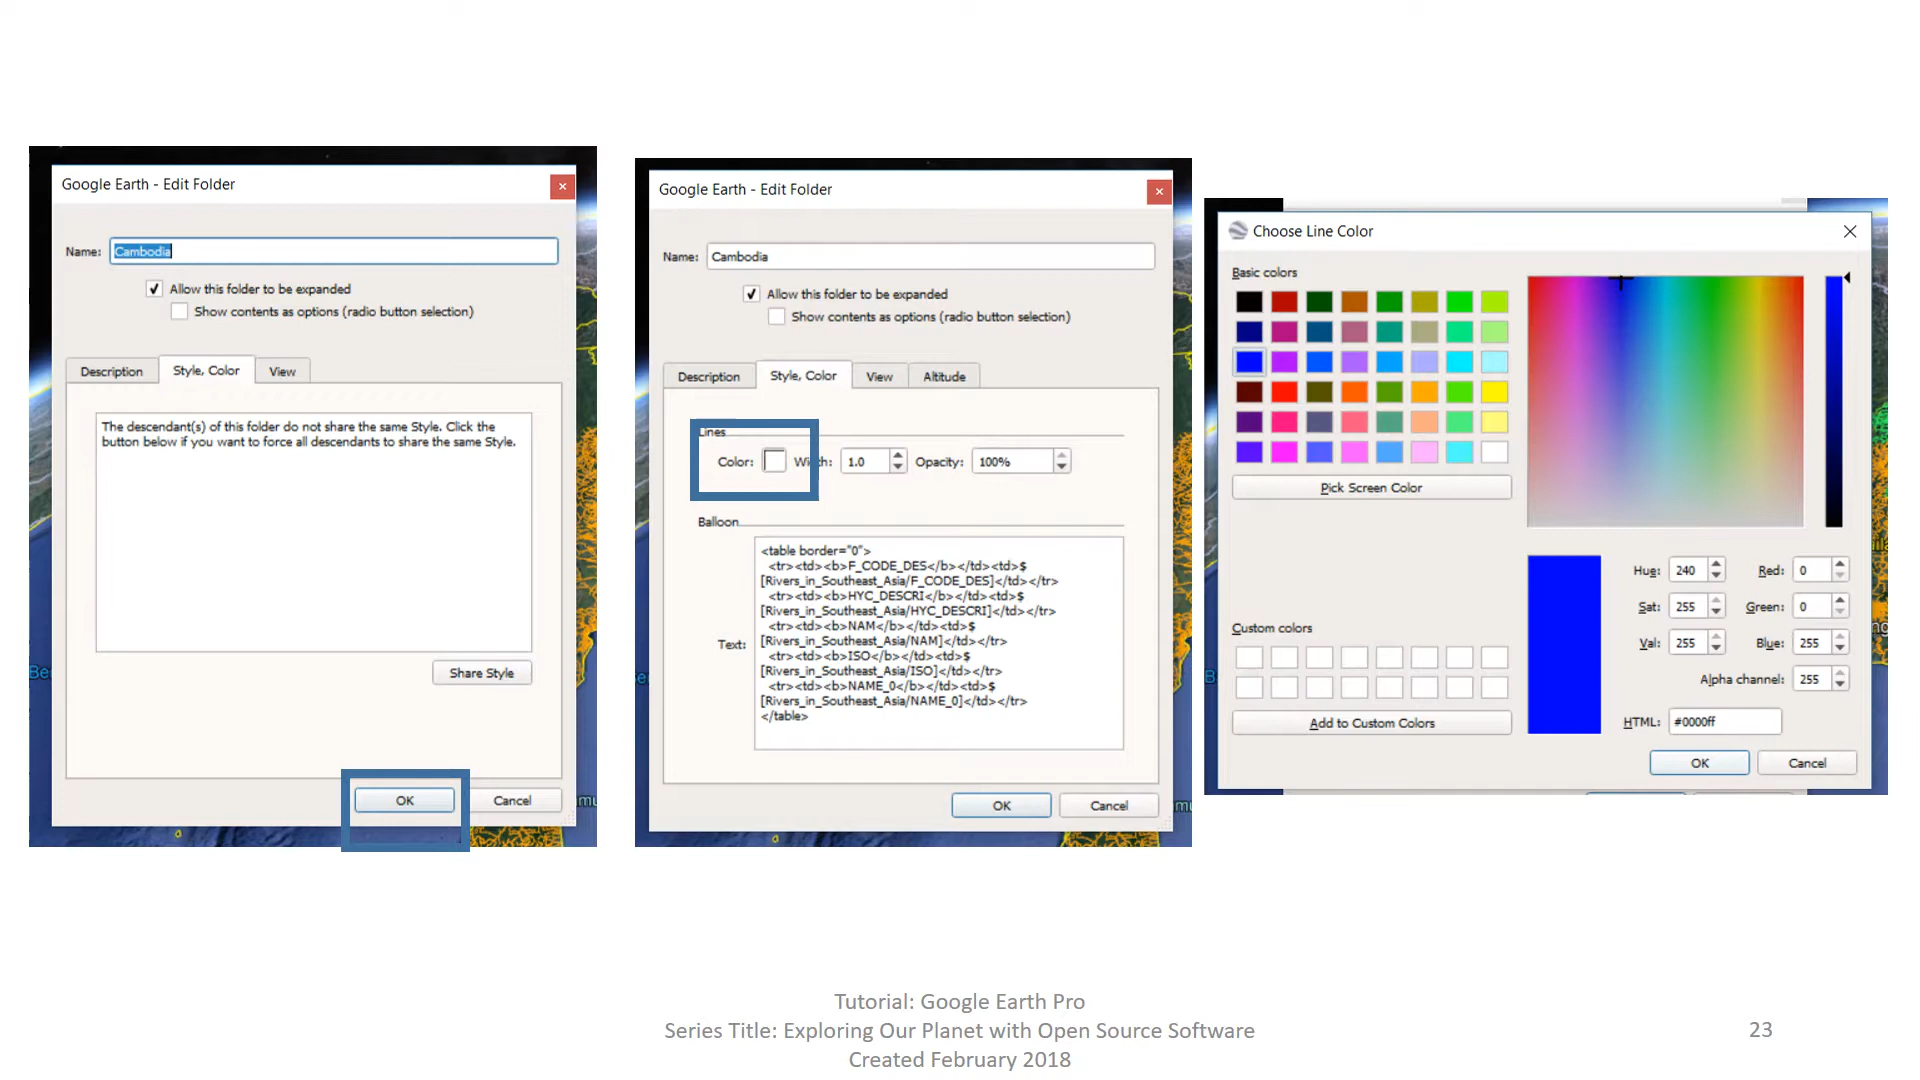 Google Earth - Edit Folder
Name: Cambodia
Allow this folder to be expanded
Show contents as options (radio button selection)
Description Style, Color View
The descendant(s) of this folder do not share the same Style. Click the
button below if you want to force all descendants to share the same Style.
Share Style
OK Cancel
Google Earth - Edit Folder
Name: Cambodia
Allow this folder to be expanded
Show contents as options (radio button selection)
Description Style, Color View Altitude
Lines
Color: Width: 1.0 Opacity: 100%
Balloon
Text:
<table border="0">
<tr><td><b>F_CODE_DES</b></td><td>$
[Rivers_in_Southeast_Asia/F_CODE_DES]</td></tr>
<tr><td><b>HYC_DESCRI</b></td><td>$
[Rivers_in_Southeast_Asia/HYC_DESCRI]</td></tr>
<tr><td><b>NAM</b></td><td>$
[Rivers_in_Southeast_Asia/NAM]</td></tr>
<tr><td><b>ISO</b></td><td>$
[Rivers_in_Southeast_Asia/ISO]</td></tr>
<tr><td><b>NAME_0</b></td><td>$
[Rivers_in_Southeast_Asia/NAME_0]</td></tr>
</table>
OK Cancel
Choose Line Color
Basic colors
Pick Screen Color
Custom colors
Add to Custom Colors
Hue: 240 Red: 0
Sat: 255 Green: 0
Val: 255 Blue: 255
Alpha channel: 255
HTML: #0000ff
OK Cancel
Tutorial: Google Earth Pro
Series Title: Exploring Our Planet with Open Source Software
Created February 2018
23